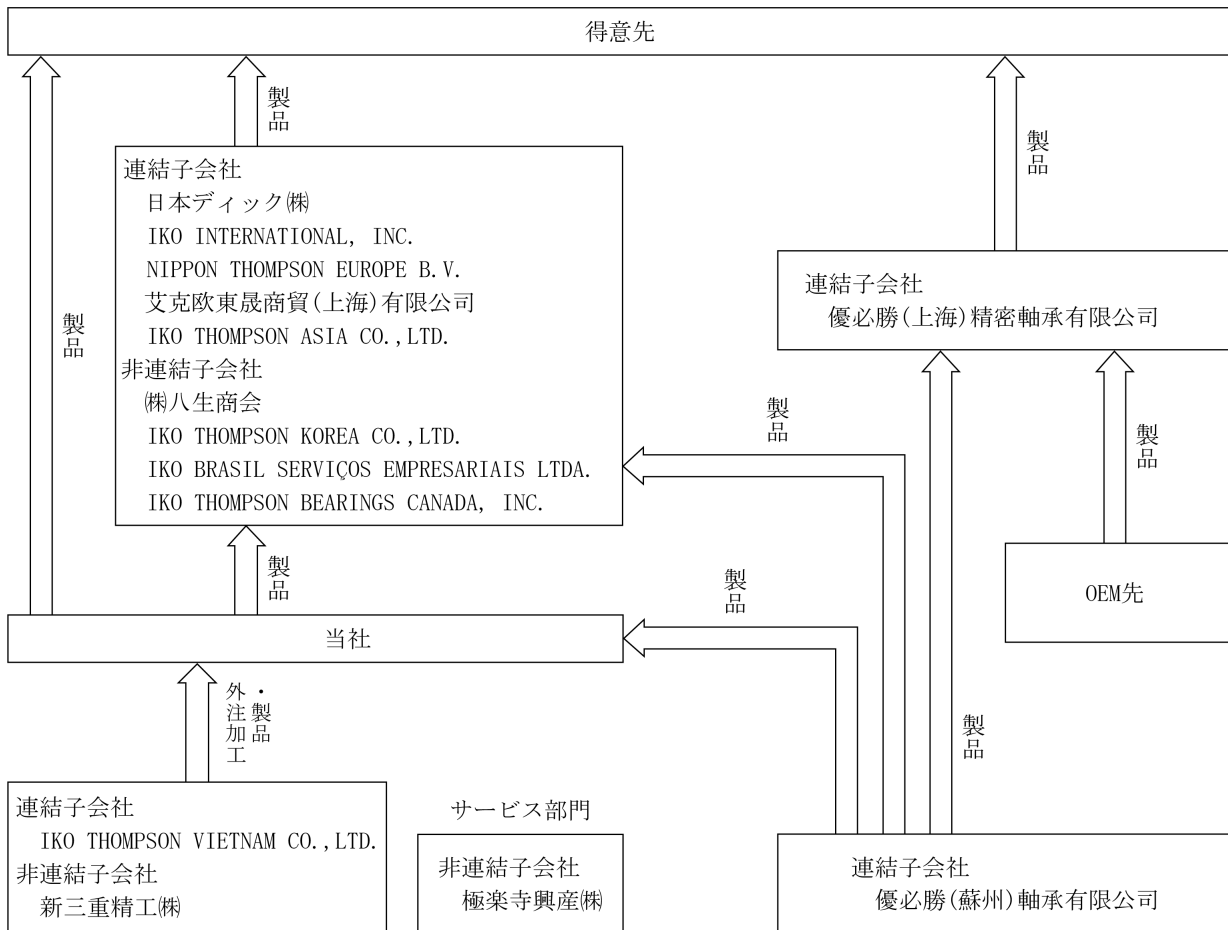 得意先
製品
製品
製品
連結子会社
日本ディック㈱
IKO INTERNATIONAL, INC.
NIPPON THOMPSON EUROPE B.V.
艾克欧東晟商貿(上海)有限公司
IKO THOMPSON ASIA CO.,LTD.
非連結子会社
㈱八生商会
IKO THOMPSON KOREA CO.,LTD.
IKO BRASIL SERVIÇOS EMPRESARIAIS LTDA.
IKO THOMPSON BEARINGS CANADA, INC.
連結子会社
優必勝(上海)精密軸承有限公司
製品
製品
製品
製品
OEM先
当社
製品
・製品
外注加工
連結子会社
IKO THOMPSON VIETNAM CO.,LTD.
非連結子会社
新三重精工㈱
サービス部門
非連結子会社
極楽寺興産㈱
連結子会社
優必勝(蘇州)軸承有限公司